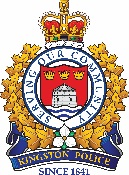 SERVING OUR COMMUNITY
KINGSTON POLICE
SINCE 1841